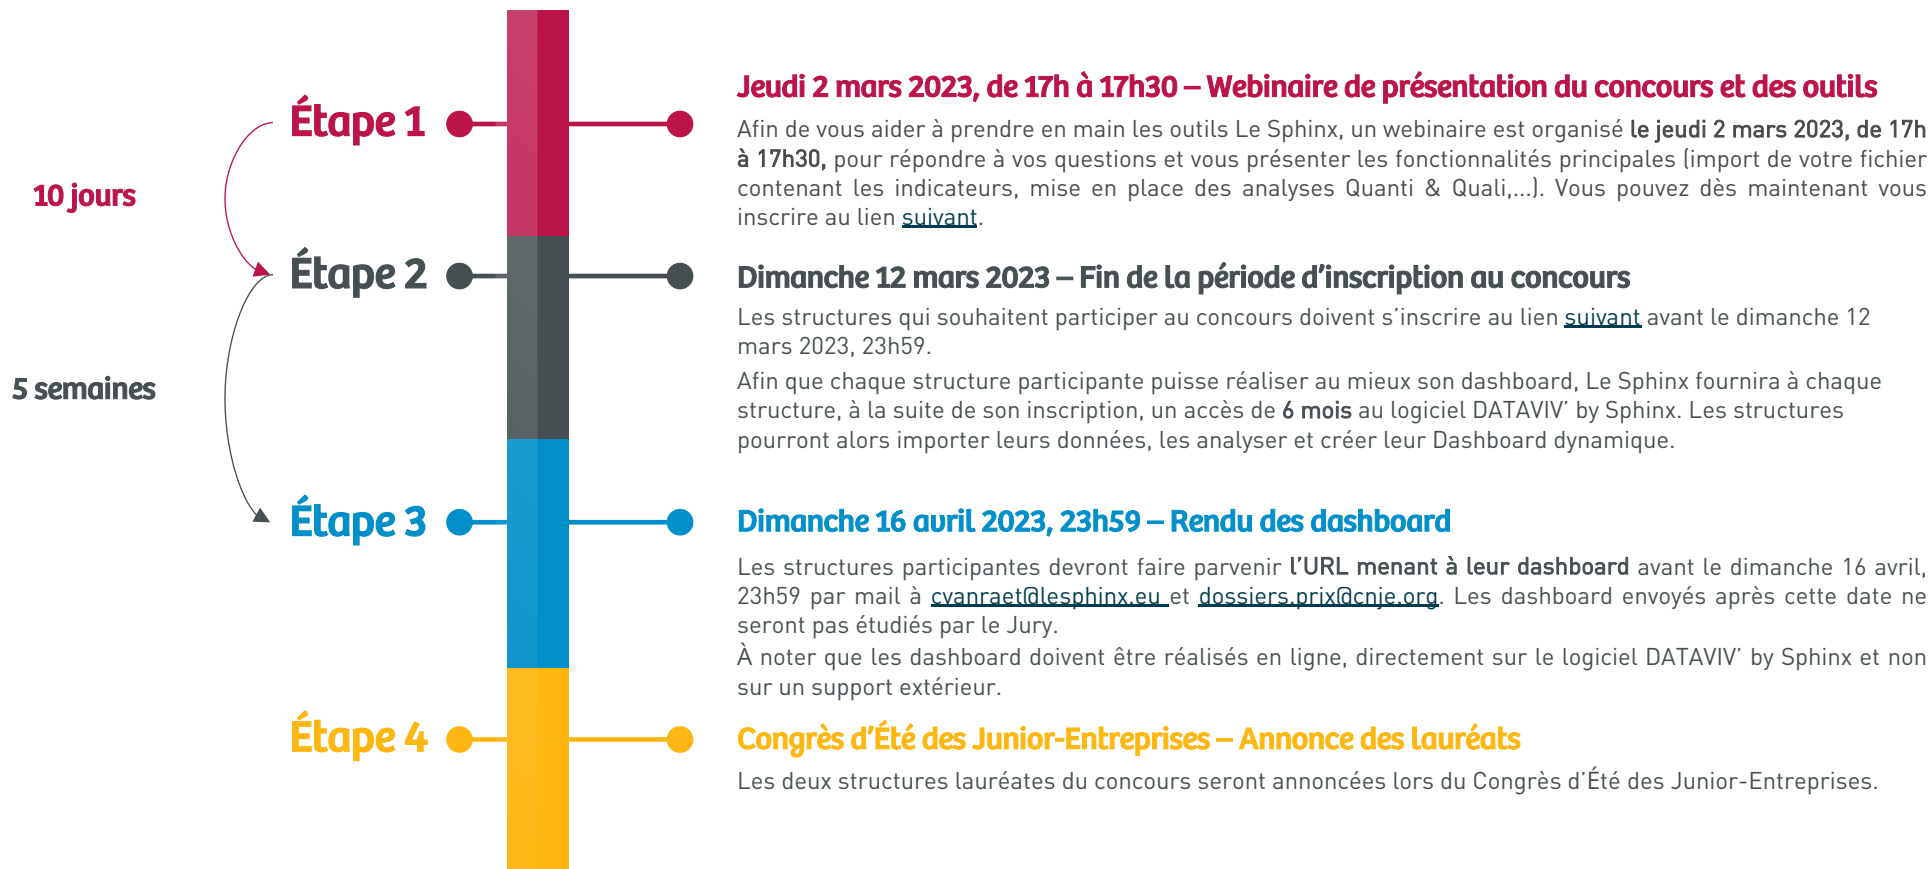 Étape 1
Jeudi 2 mars 2023, de 17h à 17h30 – Webinaire de présentation du concours et des outils
Afin de vous aider à prendre en main les outils Le Sphinx, un webinaire est organisé le jeudi 2 mars 2023, de 17h
à 17h30, pour répondre à vos questions et vous présenter les fonctionnalités principales (import de votre fichier
contenant les indicateurs, mise en place des analyses Quanti & Quali,...). Vous pouvez dès maintenant vous
inscrire au lien suivant.
10 jours
Étape 2
Dimanche 12 mars 2023 – Fin de la période d’inscription au concours
Les structures qui souhaitent participer au concours doivent s’inscrire au lien suivant avant le dimanche 12
mars 2023, 23h59.
Afin que chaque structure participante puisse réaliser au mieux son dashboard, Le Sphinx fournira à chaque
structure, à la suite de son inscription, un accès de 6 mois au logiciel DATAVIV’ by Sphinx. Les structures
pourront alors importer leurs données, les analyser et créer leur Dashboard dynamique.
5 semaines
Étape 3
Dimanche 16 avril 2023, 23h59 – Rendu des dashboard
Les structures participantes devront faire parvenir l’URL menant à leur dashboard avant le dimanche 16 avril,
23h59 par mail à cvanraet@lesphinx.eu et dossiers.prix@cnje.org. Les dashboard envoyés après cette date ne
seront pas étudiés par le Jury.
À noter que les dashboard doivent être réalisés en ligne, directement sur le logiciel DATAVIV’ by Sphinx et non
sur un support extérieur.
Étape 4
Congrès d’Été des Junior-Entreprises – Annonce des lauréats
Les deux structures lauréates du concours seront annoncées lors du Congrès d’Été des Junior-Entreprises.